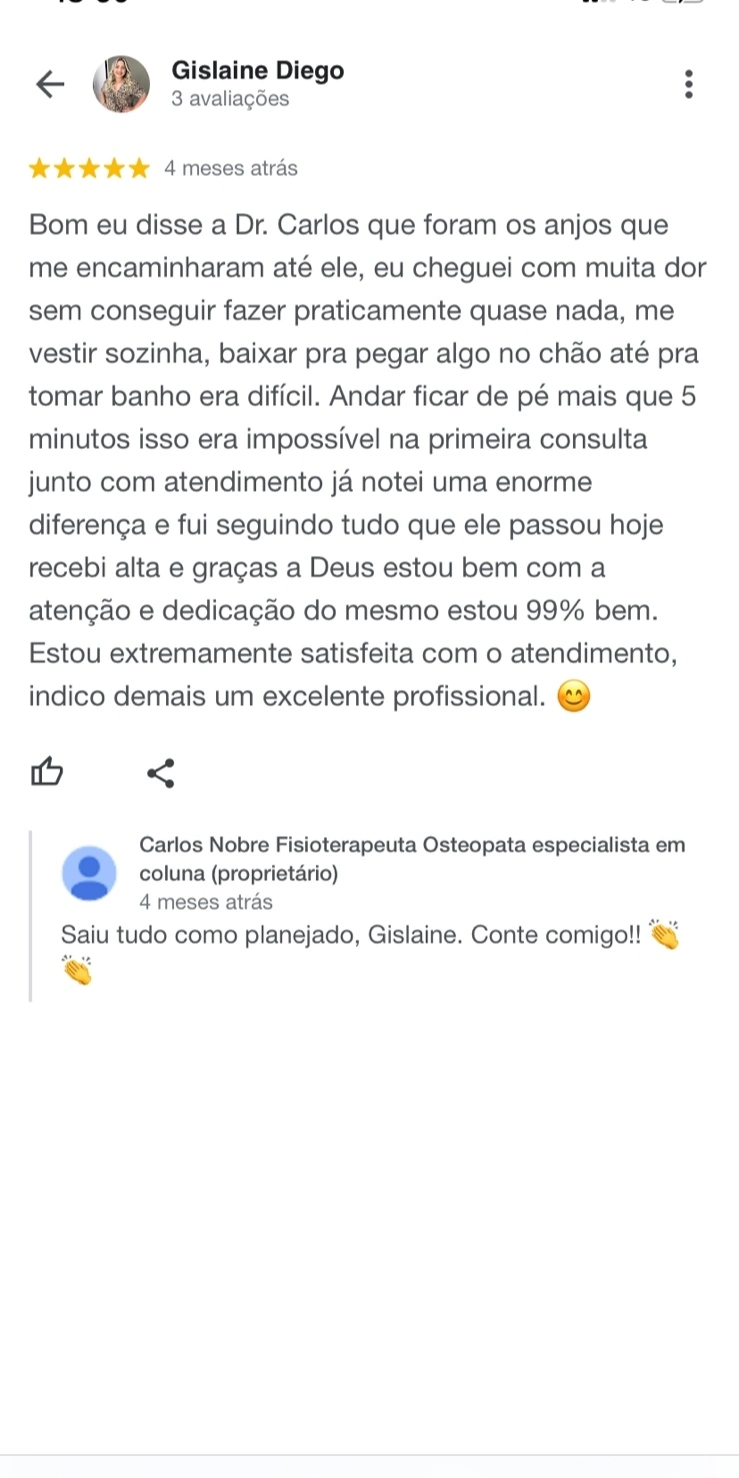 Gislaine Diego
3 avaliações
4 meses atrás
Bom eu disse a Dr. Carlos que foram os anjos que
me encaminharam até ele, eu cheguei com muita dor
sem conseguir fazer praticamente quase nada, me
vestir sozinha, baixar pra pegar algo no chão até pra
tomar banho era difícil. Andar ficar de pé mais que 5
minutos isso era impossível na primeira consulta
junto com atendimento já notei uma enorme
diferença e fui seguindo tudo que ele passou hoje
recebi alta e graças a Deus estou bem com a
atenção e dedicação do mesmo estou 99% bem.
Estou extremamente satisfeita com o atendimento,
indico demais um excelente profissional. 😊
Carlos Nobre Fisioterapeuta Osteopata especialista em
coluna (proprietário)
4 meses atrás
Saiu tudo como planejado, Gislaine. Conte comigo!! 👏
👏